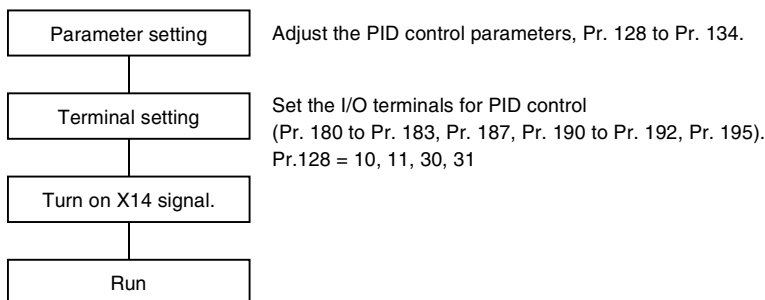 Parameter setting
Adjust the PID control parameters, Pr. 128 to Pr. 134.
Terminal setting
Set the I/O terminals for PID control
(Pr. 180 to Pr. 183, Pr. 187, Pr. 190 to Pr. 192, Pr. 195).
Pr.128 = 10, 11, 30, 31
Turn on X14 signal.
Run